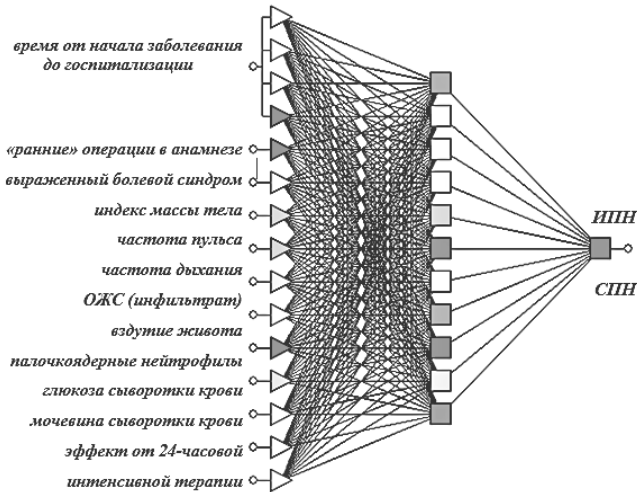 время от начала заболевания
до госпитализации
«ранние» операции в анамнезе
выраженный болевой синдром
индекс массы тела
частота пульса
частота дыхания
ОЖС (инфильтрат)
вздутие живота
палочкоядерные нейтрофилы
глюкоза сыворотки крови
мочевина сыворотки крови
эффект от 24-часовой
интенсивной терапии
ИПН
СПН